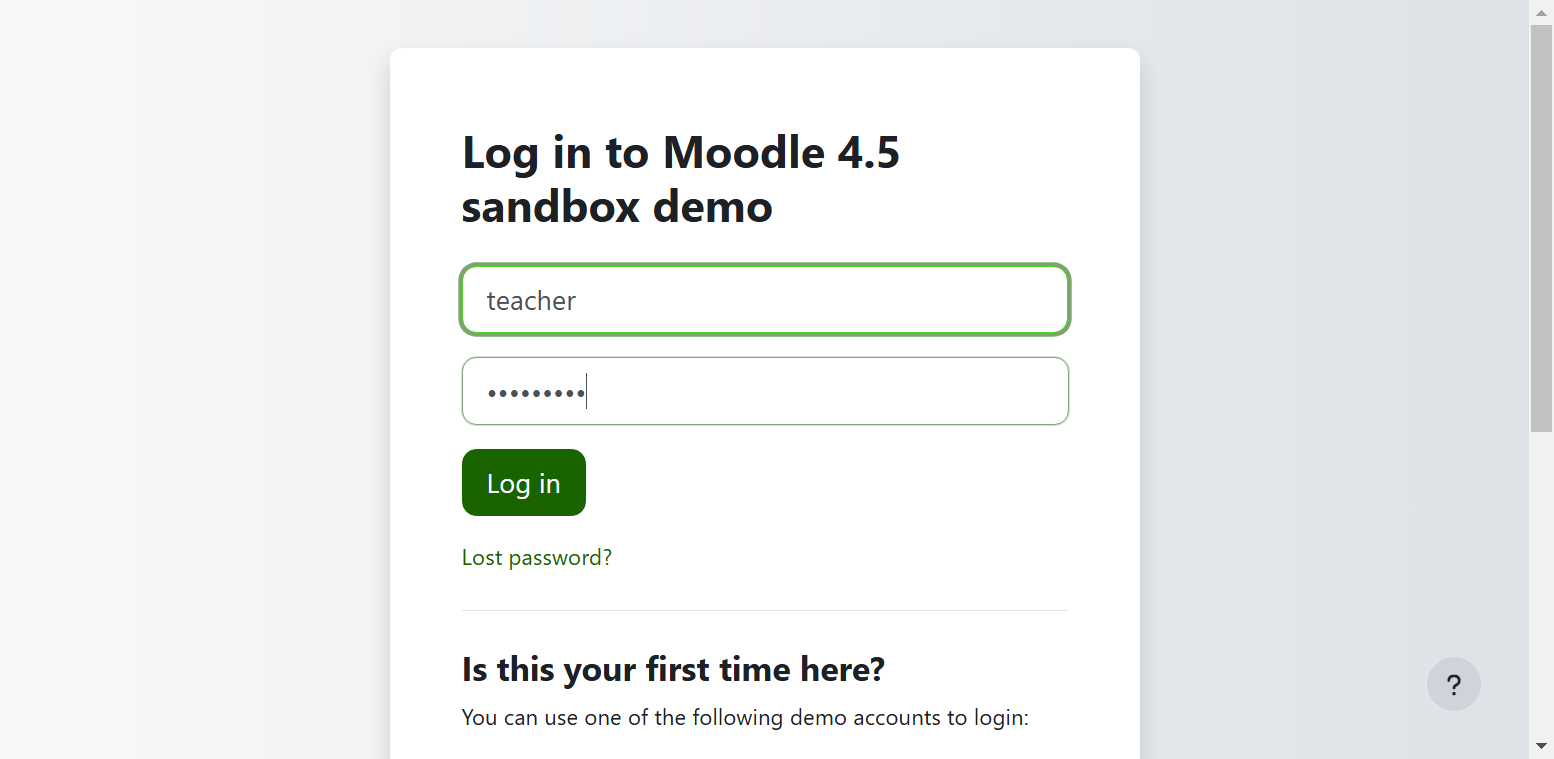 Log in to Moodle 4.5
sandbox demo
teacher
•••••••••
Log in
Lost password?
Is this your first time here?
You can use one of the following demo accounts to login:
?